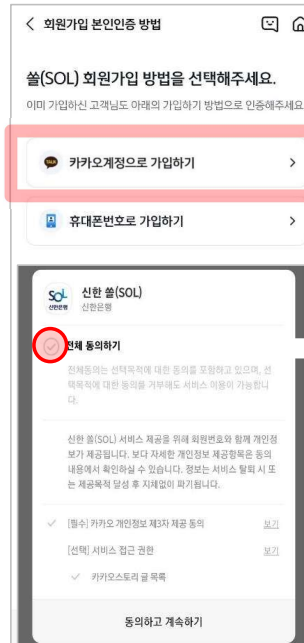 회원가입 본인인증 방법
쏠(SOL) 회원가입 방법을 선택해주세요.
이미 가입하신 고객님도 아래의 가입하기 방법으로 인증해주세요
TALK
카카오계정으로 가입하기
휴대폰번호로 가입하기
SOL
신한은행
신한 쏠(SOL)
신한은행
전체 동의하기
전체동의는 선택목적에 대한 동의를 포함하고 있으며, 선
택목적에 대한 동의를 거부해도 서비스 이용이 가능합니
다.
신한 쏠(SOL) 서비스 제공을 위해 회원번호와 함께 개인정
보가 제공됩니다. 보다 자세한 개인정보 제공항목은 동의
내용에서 확인하실 수 있습니다. 정보는 서비스 탈퇴 시 또
는 제공목적 달성 후 지체없이 파기됩니다.
[필수] 카카오 개인정보 제3자 제공 동의 보기
[선택] 서비스 접근 권한 보기
카카오스토리 글 목록
동의하고 계속하기